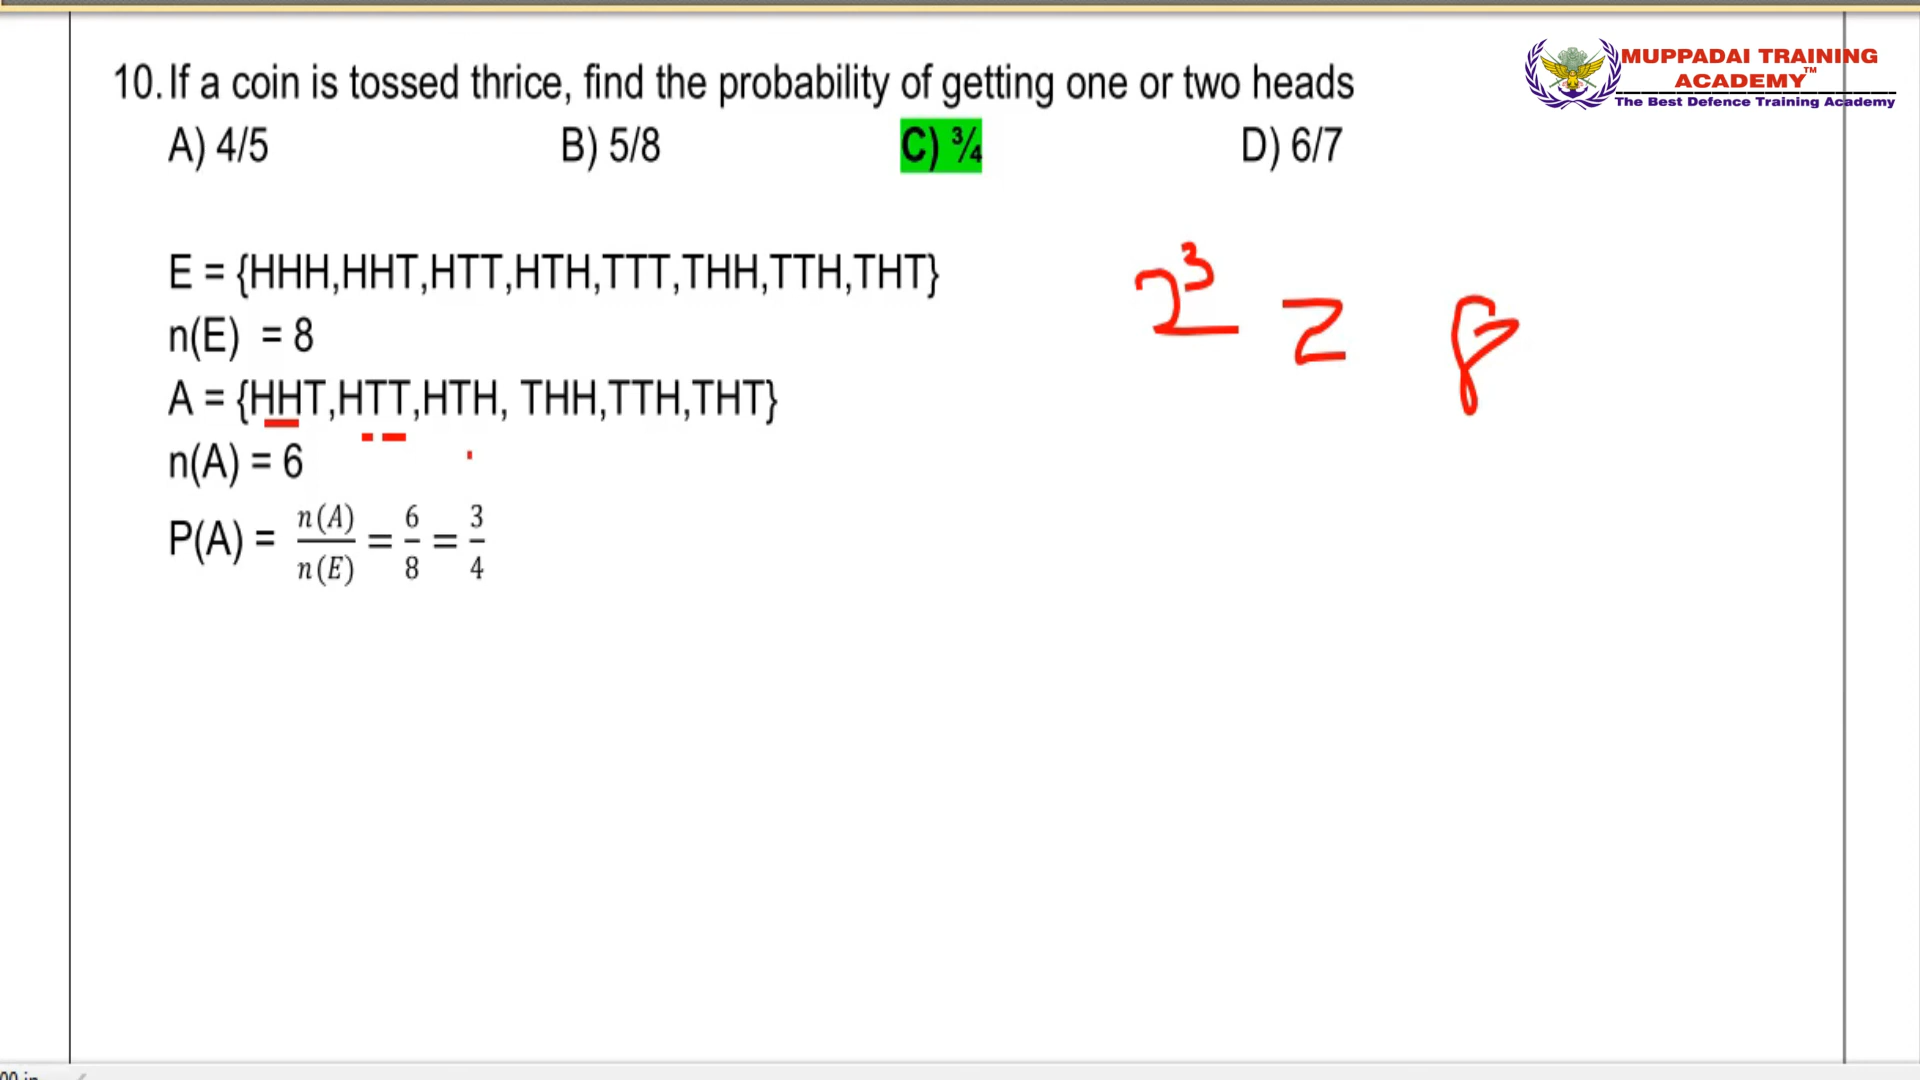 MUPPADAI TRAINING
ACADEMY™
The Best Defence Training Academy
10. If a coin is tossed thrice, find the probability of getting one or two heads
A) 4/5 B) 5/8 C) ¾ D) 6/7
E = {HHH,HHT,HTT,HTH,TTT,THH,TTH,THT}
2³ = 8
n(E) = 8
A = {HHT,HTT,HTH, THH,TTH,THT}
n(A) = 6
P(A) = n(A)/n(E) = 6/8 = 3/4